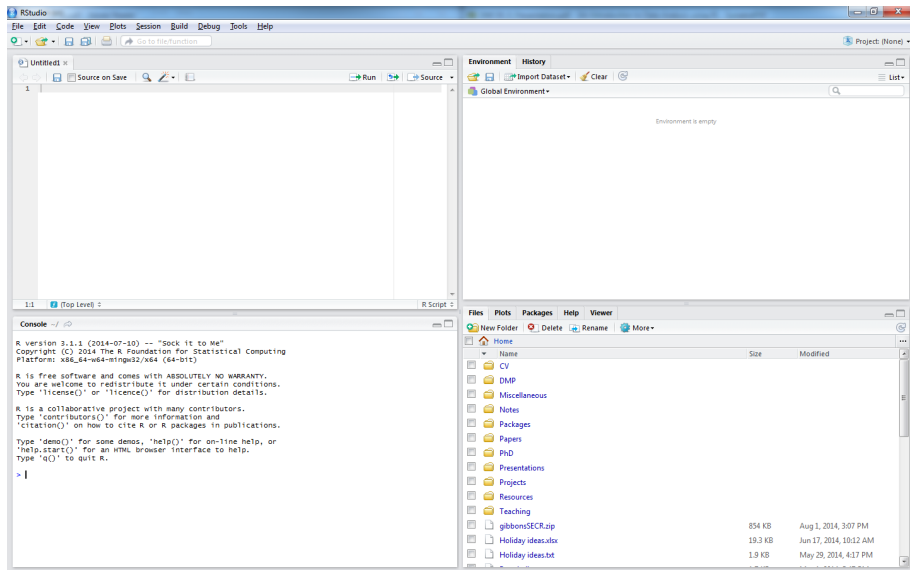 RStudio
File Edit Code View Plots Session Build Debug Tools Help
Go to file/function
Project: (None)
Untitled1
Source on Save
Run
Source
1
1:1 (Top Level) R Script
Console ~/
R version 3.1.1 (2014-07-10) -- "Sock it to Me"
Copyright (C) 2014 The R Foundation for Statistical Computing
Platform: x86_64-w64-mingw32/x64 (64-bit)
R is free software and comes with ABSOLUTELY NO WARRANTY.
You are welcome to redistribute it under certain conditions.
Type 'license()' or 'licence()' for distribution details.
R is a collaborative project with many contributors.
Type 'contributors()' for more information and
'citation()' on how to cite R or R packages in publications.
Type 'demo()' for some demos, 'help()' for on-line help, or
'help.start()' for an HTML browser interface to help.
Type 'q()' to quit R.
>
Environment History
Import Dataset Clear List
Global Environment
Environment is empty
Files Plots Packages Help Viewer
New Folder Delete Rename More
Home
Name Size Modified
CV
DMP
Miscellaneous
Notes
Packages
Papers
PhD
Presentations
Projects
Resources
Teaching
gibbonsSECR.zip 854 KB Aug 1, 2014, 3:07 PM
Holiday ideas.xlsx 19.3 KB Jun 17, 2014, 10:12 AM
Holiday ideas.txt 1.9 KB May 29, 2014, 4:17 PM